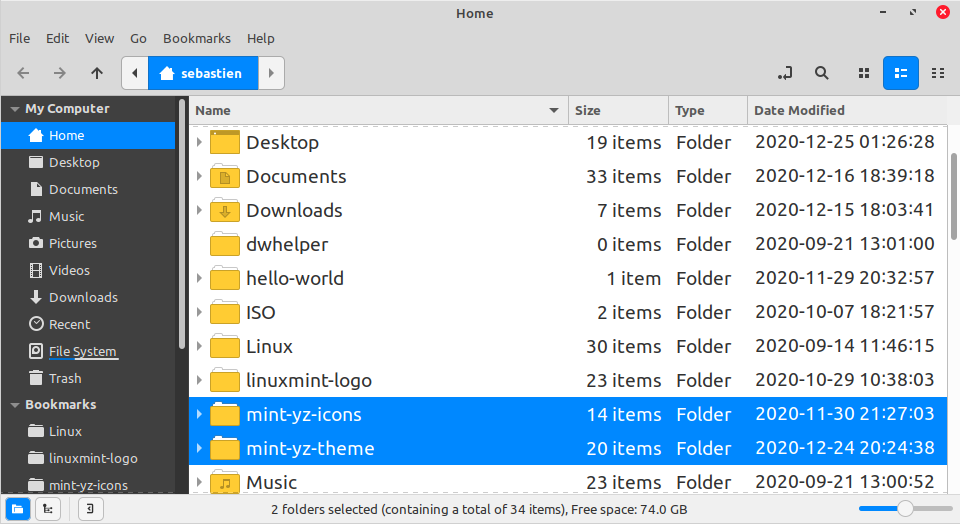 Home
File Edit View Go Bookmarks Help
sebastien
My Computer
Home
Desktop
Documents
Music
Pictures
Videos
Downloads
Recent
File System
Trash
Bookmarks
Linux
linuxmint-logo
mint-yz-icons
Name Size Type Date Modified
Desktop 19 items Folder 2020-12-25 01:26:28
Documents 33 items Folder 2020-12-16 18:39:18
Downloads 7 items Folder 2020-12-15 18:03:41
dwhelper 0 items Folder 2020-09-21 13:01:00
hello-world 1 item Folder 2020-11-29 20:32:57
ISO 2 items Folder 2020-10-07 18:21:57
Linux 30 items Folder 2020-09-14 11:46:15
linuxmint-logo 23 items Folder 2020-10-29 10:38:03
mint-yz-icons 14 items Folder 2020-11-30 21:27:03
mint-yz-theme 20 items Folder 2020-12-24 20:24:38
Music 23 items Folder 2020-09-21 13:00:52
2 folders selected (containing a total of 34 items), Free space: 74.0 GB